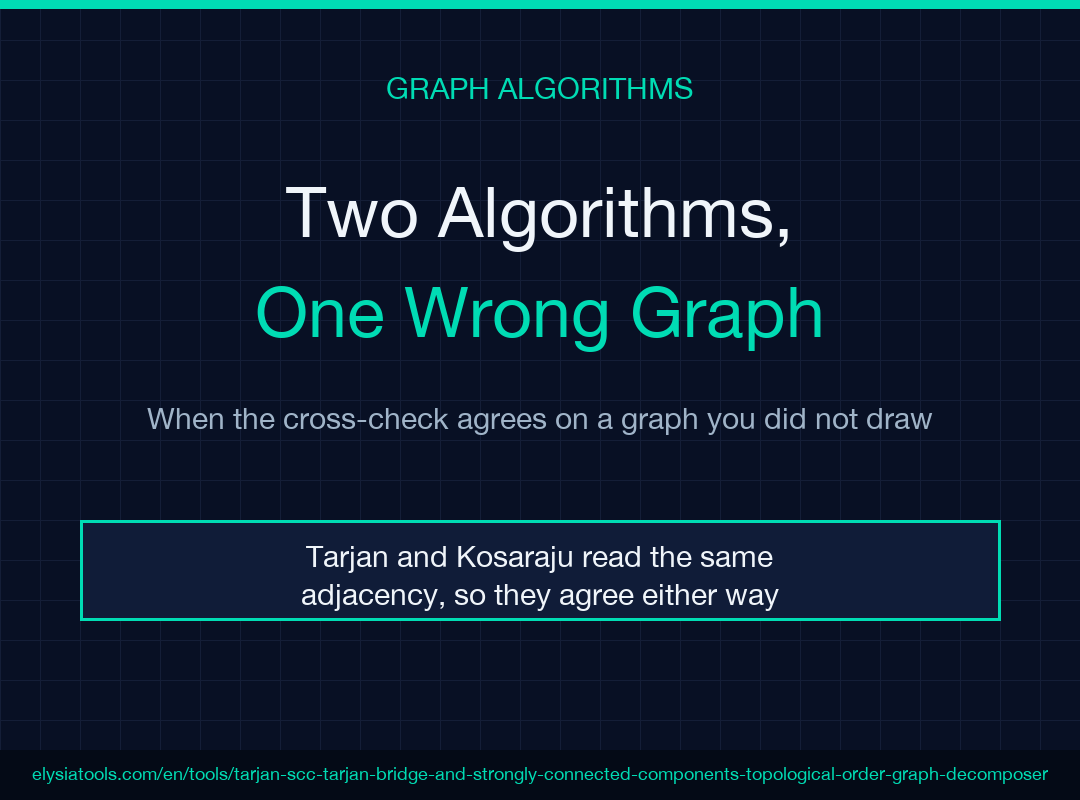 GRAPH ALGORITHMS
Two Algorithms,
One Wrong Graph
When the cross-check agrees on a graph you did not draw
Tarjan and Kosaraju read the same
adjacency, so they agree either way
elysiatools.com/en/tools/tarjan-scc-tarjan-bridge-and-strongly-connected-components-topological-order-graph-decomposer